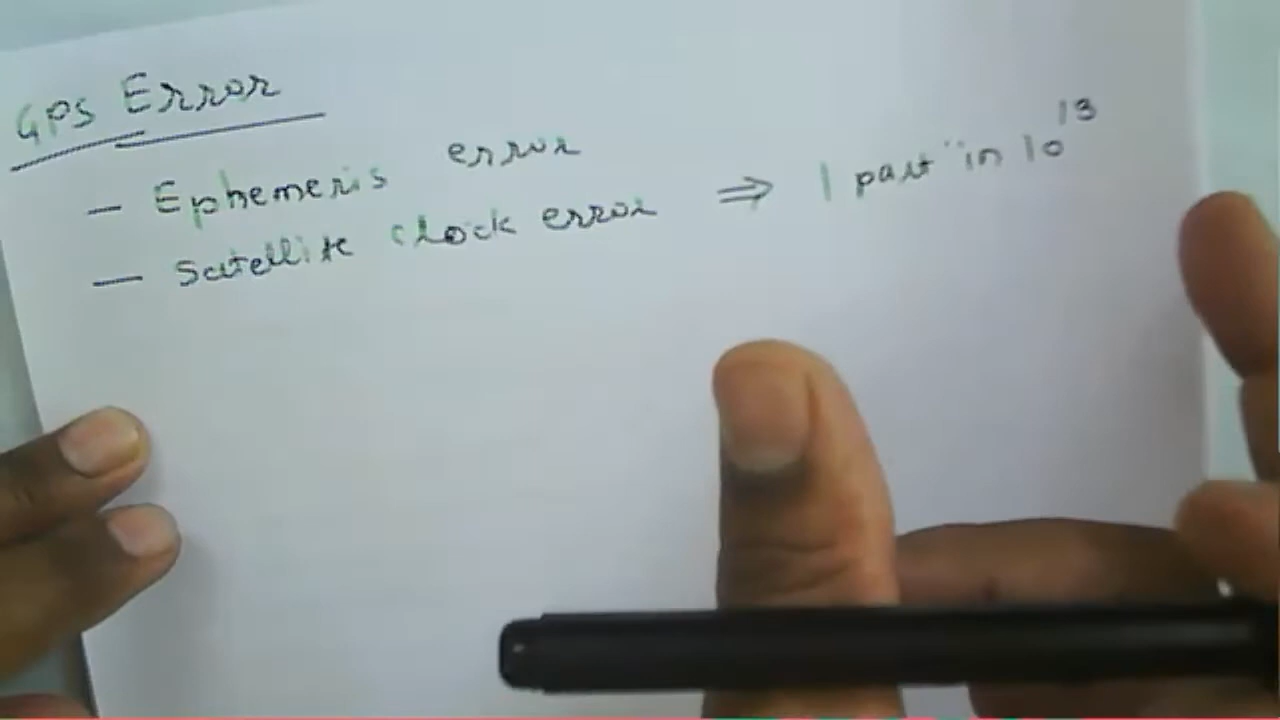 GPS Error
— Ephemeris error
— Satellite clock error ⇒ 1 part in 10¹³